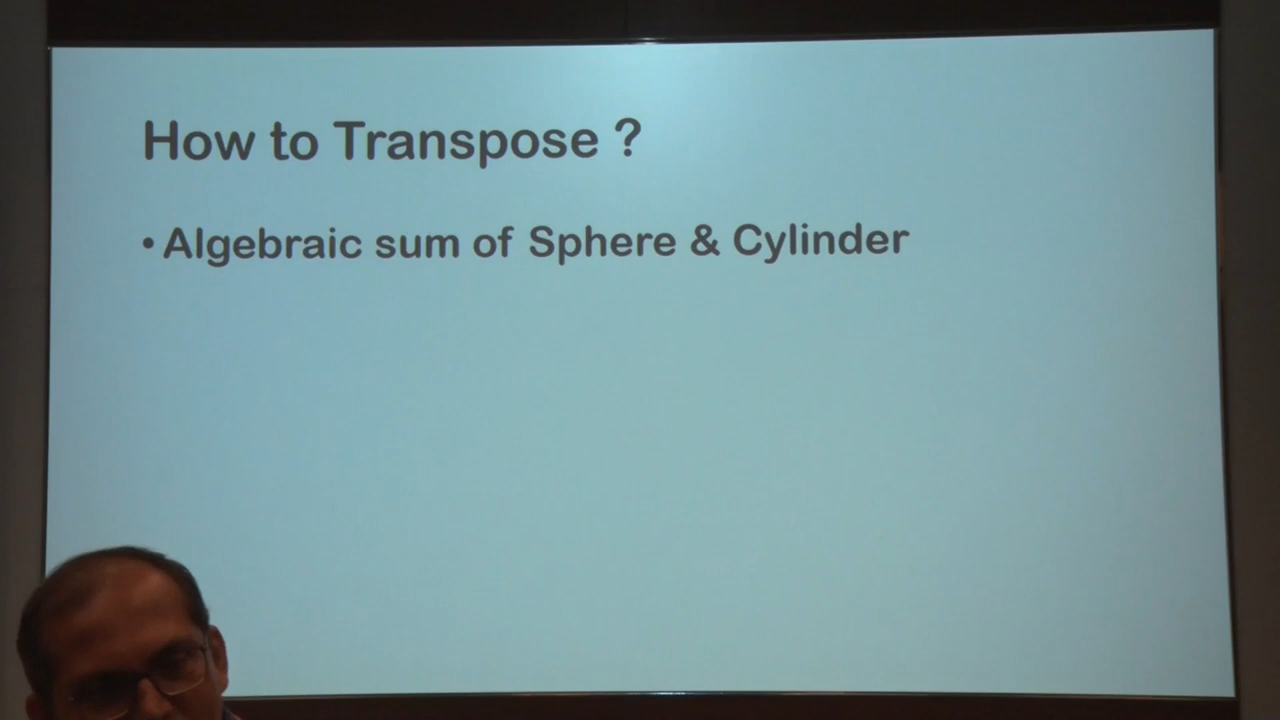 How to Transpose ?
• Algebraic sum of Sphere & Cylinder